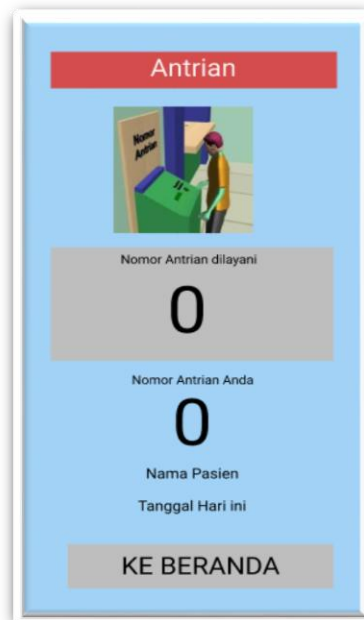 Antrian
Nomor
Antrian
Nomor Antrian dilayani
0
Nomor Antrian Anda
0
Nama Pasien
Tanggal Hari ini
KE BERANDA